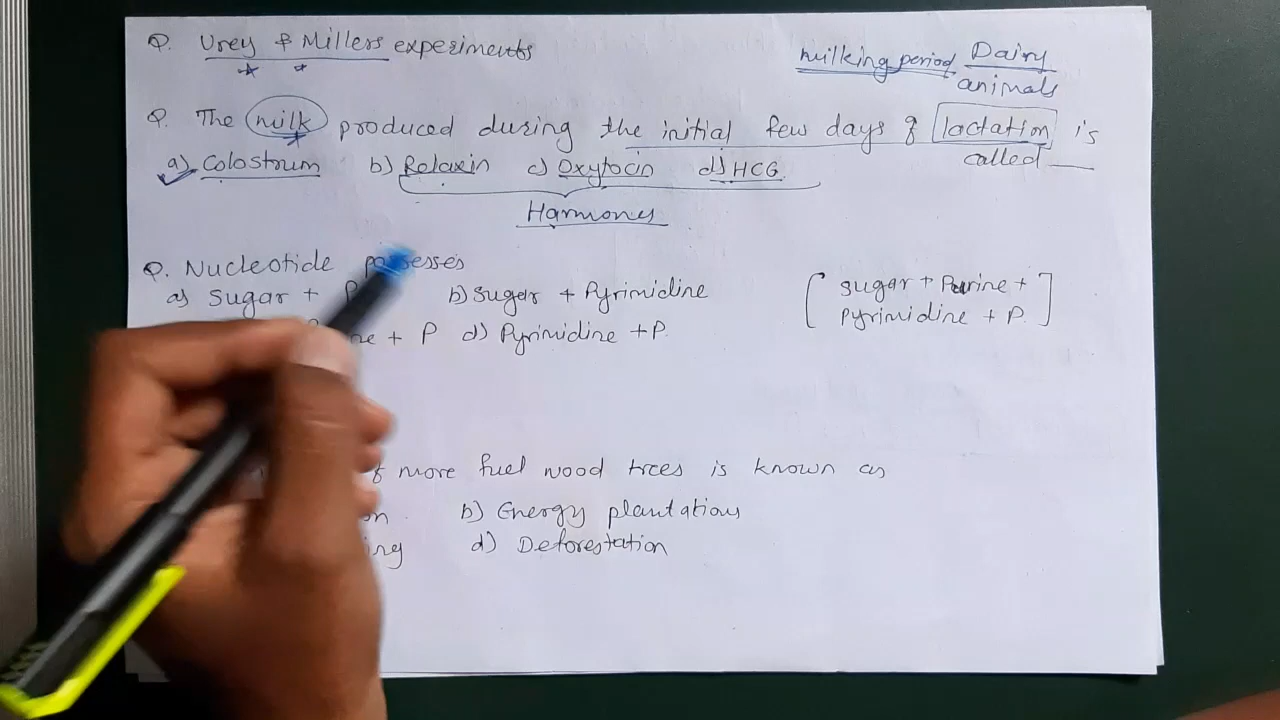 Q. Urey & Millers experiments
milking period Dairy
animals
Q. The milk produced during the initial few days of lactation is
called ___
a) Colostrum b) Relaxin c) Oxytocin d) HCG
Harmones
Q. Nucleotide possesses
a) Sugar + P b) Sugar + Pyrimidine
+ P d) Pyrimidine + P.
[ Sugar + Purine +
Pyrimidine + P. ]
of more fuel wood trees is known as
b) Energy plantations
d) Deforestation